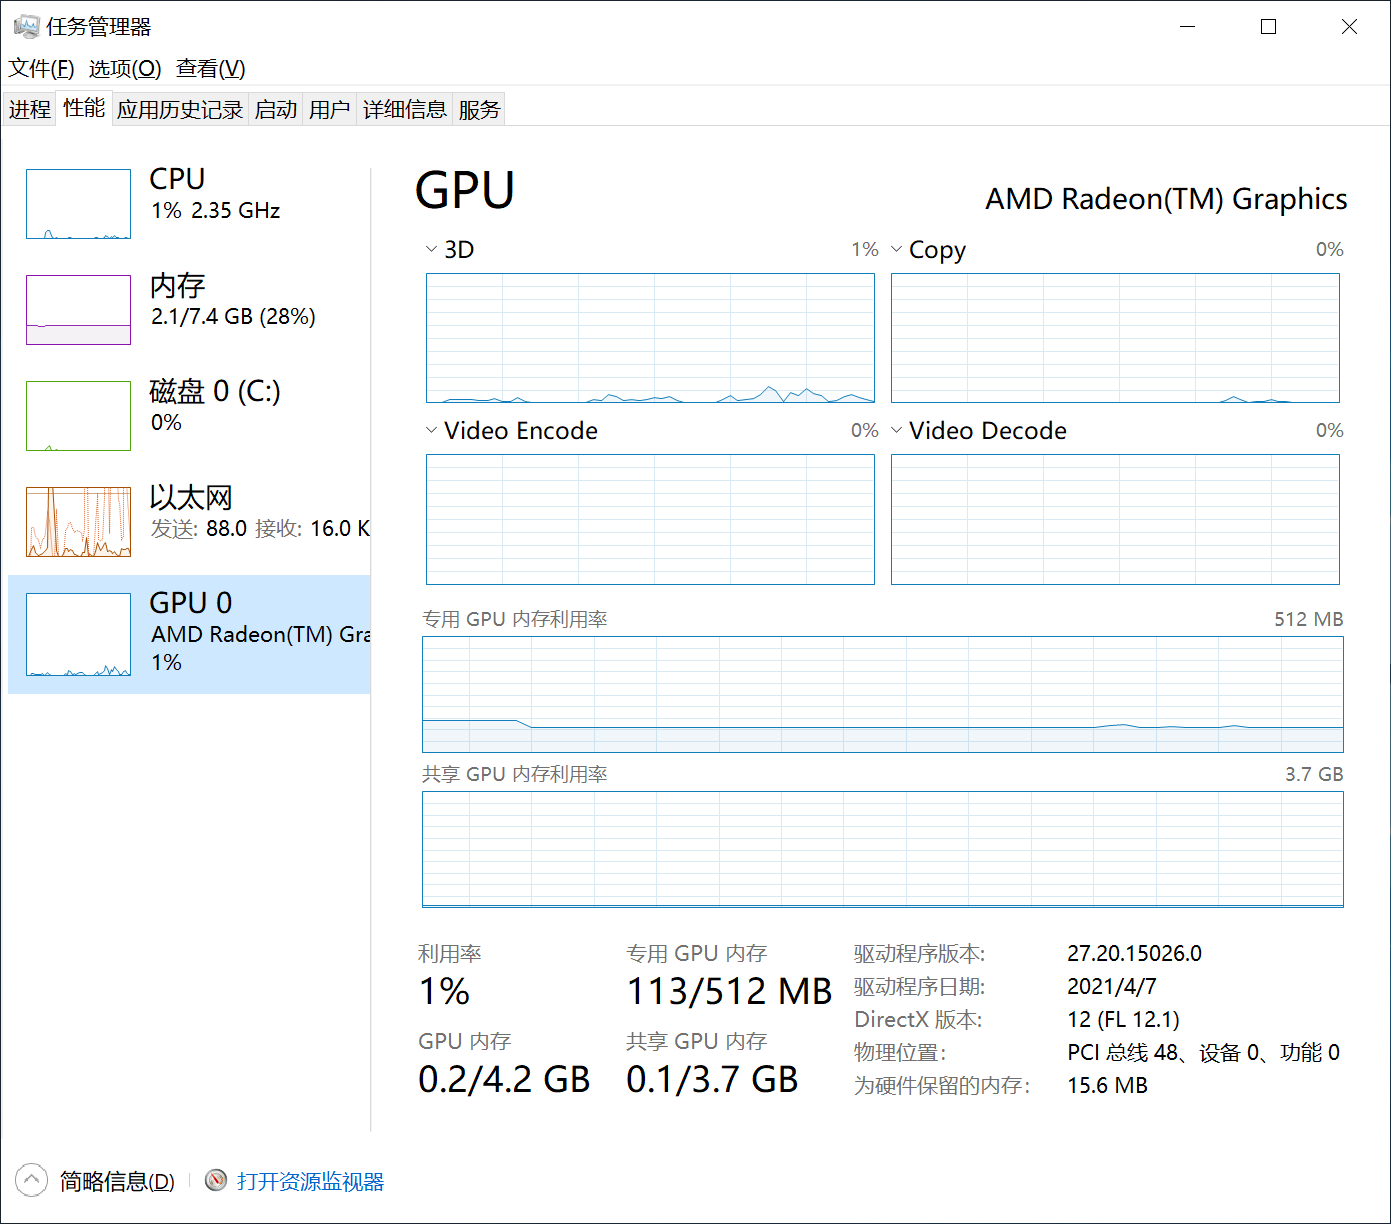 任务管理器
文件(F) 选项(O) 查看(V)
进程 性能 应用历史记录 启动 用户 详细信息 服务
CPU
1% 2.35 GHz
内存
2.1/7.4 GB (28%)
磁盘 0 (C:)
0%
以太网
发送: 88.0 接收: 16.0 K
GPU 0
AMD Radeon(TM) Gra
1%
GPU
AMD Radeon(TM) Graphics
3D 1%
Copy 0%
Video Encode 0%
Video Decode 0%
专用 GPU 内存利用率 512 MB
共享 GPU 内存利用率 3.7 GB
利用率
1%
专用 GPU 内存
113/512 MB
GPU 内存
0.2/4.2 GB
共享 GPU 内存
0.1/3.7 GB
驱动程序版本: 27.20.15026.0
驱动程序日期: 2021/4/7
DirectX 版本: 12 (FL 12.1)
物理位置: PCI 总线 48、设备 0、功能 0
为硬件保留的内存: 15.6 MB
简略信息(D)
打开资源监视器